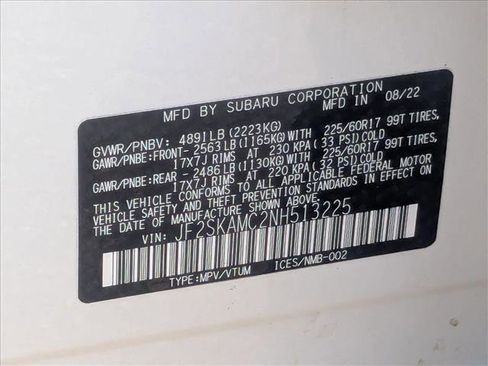 MFD BY SUBARU CORPORATION MFD IN 08/22
GVWR/PNBV: 4891LB(2223KG)
GAWR/PNBE:FRONT-2563LB(1165KG)WITH 225/60R17 99T TIRES,
17X7J RIMS AT 230 KPA(33 PSI)COLD
GAWR/PNBE:REAR -2486LB(1130KG)WITH 225/60R17 99T TIRES,
17X7J RIMS AT 220 KPA(32 PSI)COLD
THIS VEHICLE CONFORMS TO ALL APPLICABLE FEDERAL MOTOR
VEHICLE SAFETY AND THEFT PREVENTION STANDARDS IN EFFECT ON
THE DATE OF MANUFACTURE SHOWN ABOVE.
VIN: JF2SKAMC2NH513225
TYPE:MPV/VTUM ICES/NMB-002